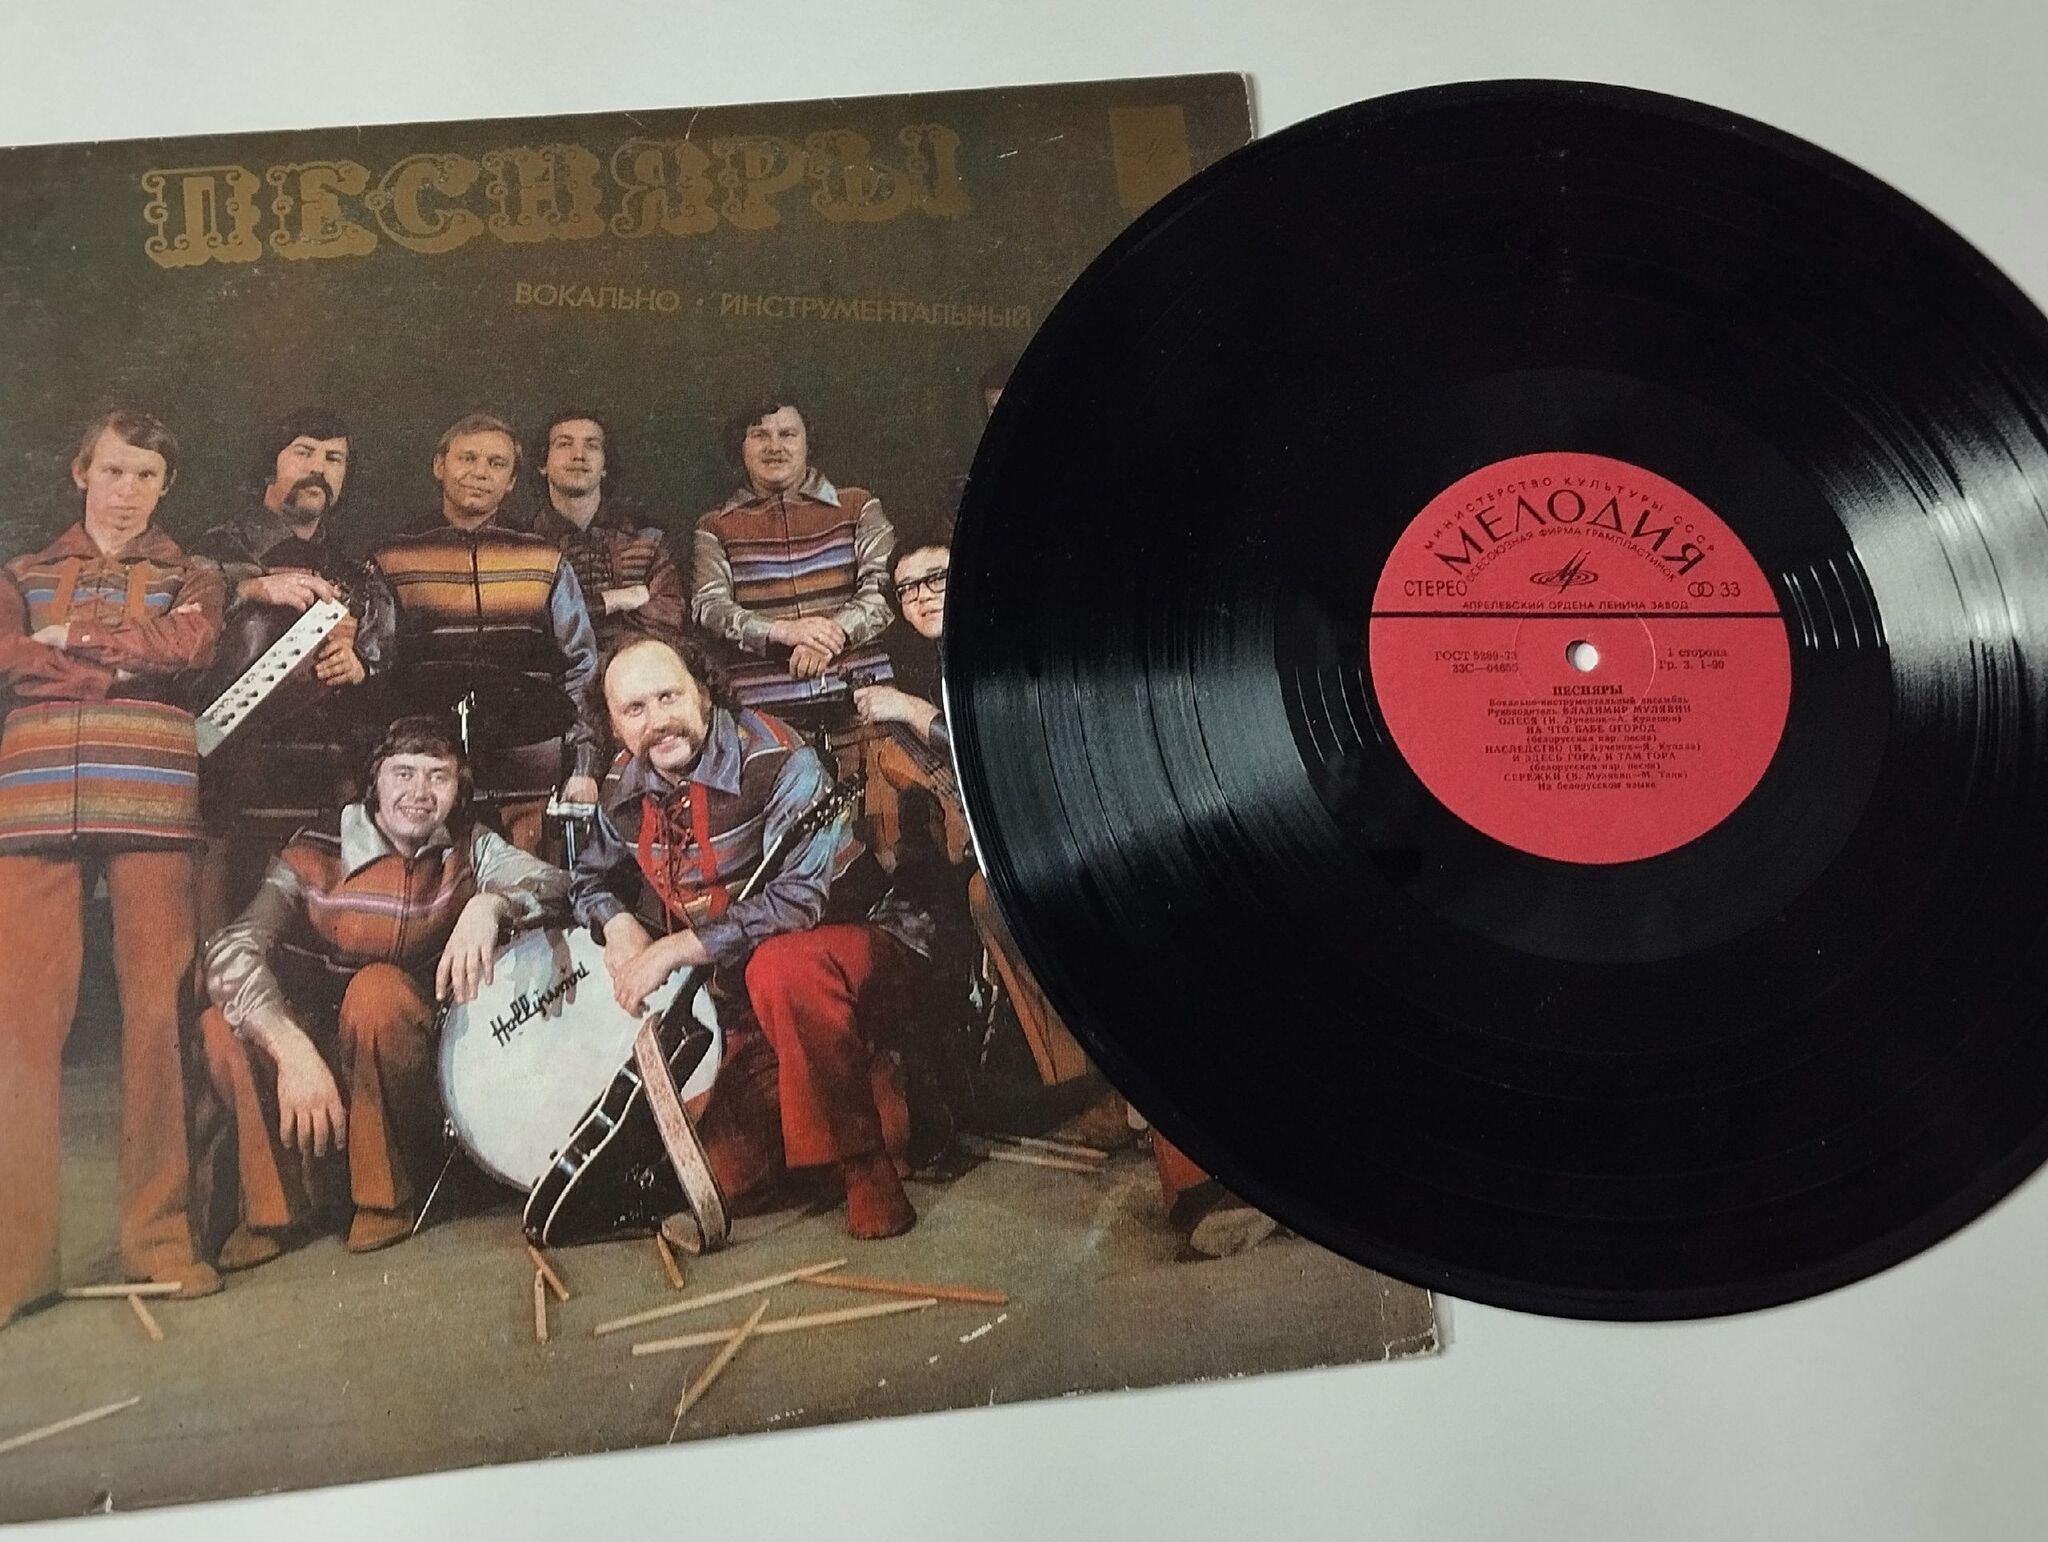 ПЕСНЯРЫ
ВОКАЛЬНО · ИНСТРУМЕНТАЛЬНЫЙ
Hollywood
МИНИСТЕРСТВО КУЛЬТУРЫ СССР
МЕЛОДИЯ
ВСЕСОЮЗНАЯ ФИРМА ГРАМПЛАСТИНОК
СТЕРЕО 33
АПРЕЛЕВСКИЙ ОРДЕНА ЛЕНИНА ЗАВОД
ГОСТ 5289-73 1 сторона
33С—04655 Гр. 3. 1-90
ПЕСНЯРЫ
Вокально-инструментальный ансамбль
Руководитель ВЛАДИМИР МУЛЯВИН
ОЛЕСЯ (И. Лученок—А. Кулешов)
НА ЧТО БАБЕ ОГОРОД
(белорусская нар. песня)
НАСЛЕДСТВО (И. Лученок—Я. Купала)
И ЗДЕСЬ ГОРА, И ТАМ ГОРА
(белорусская нар. песня)
СЕРЕЖКИ (В. Мулявин—М. Танк)
На белорусском языке